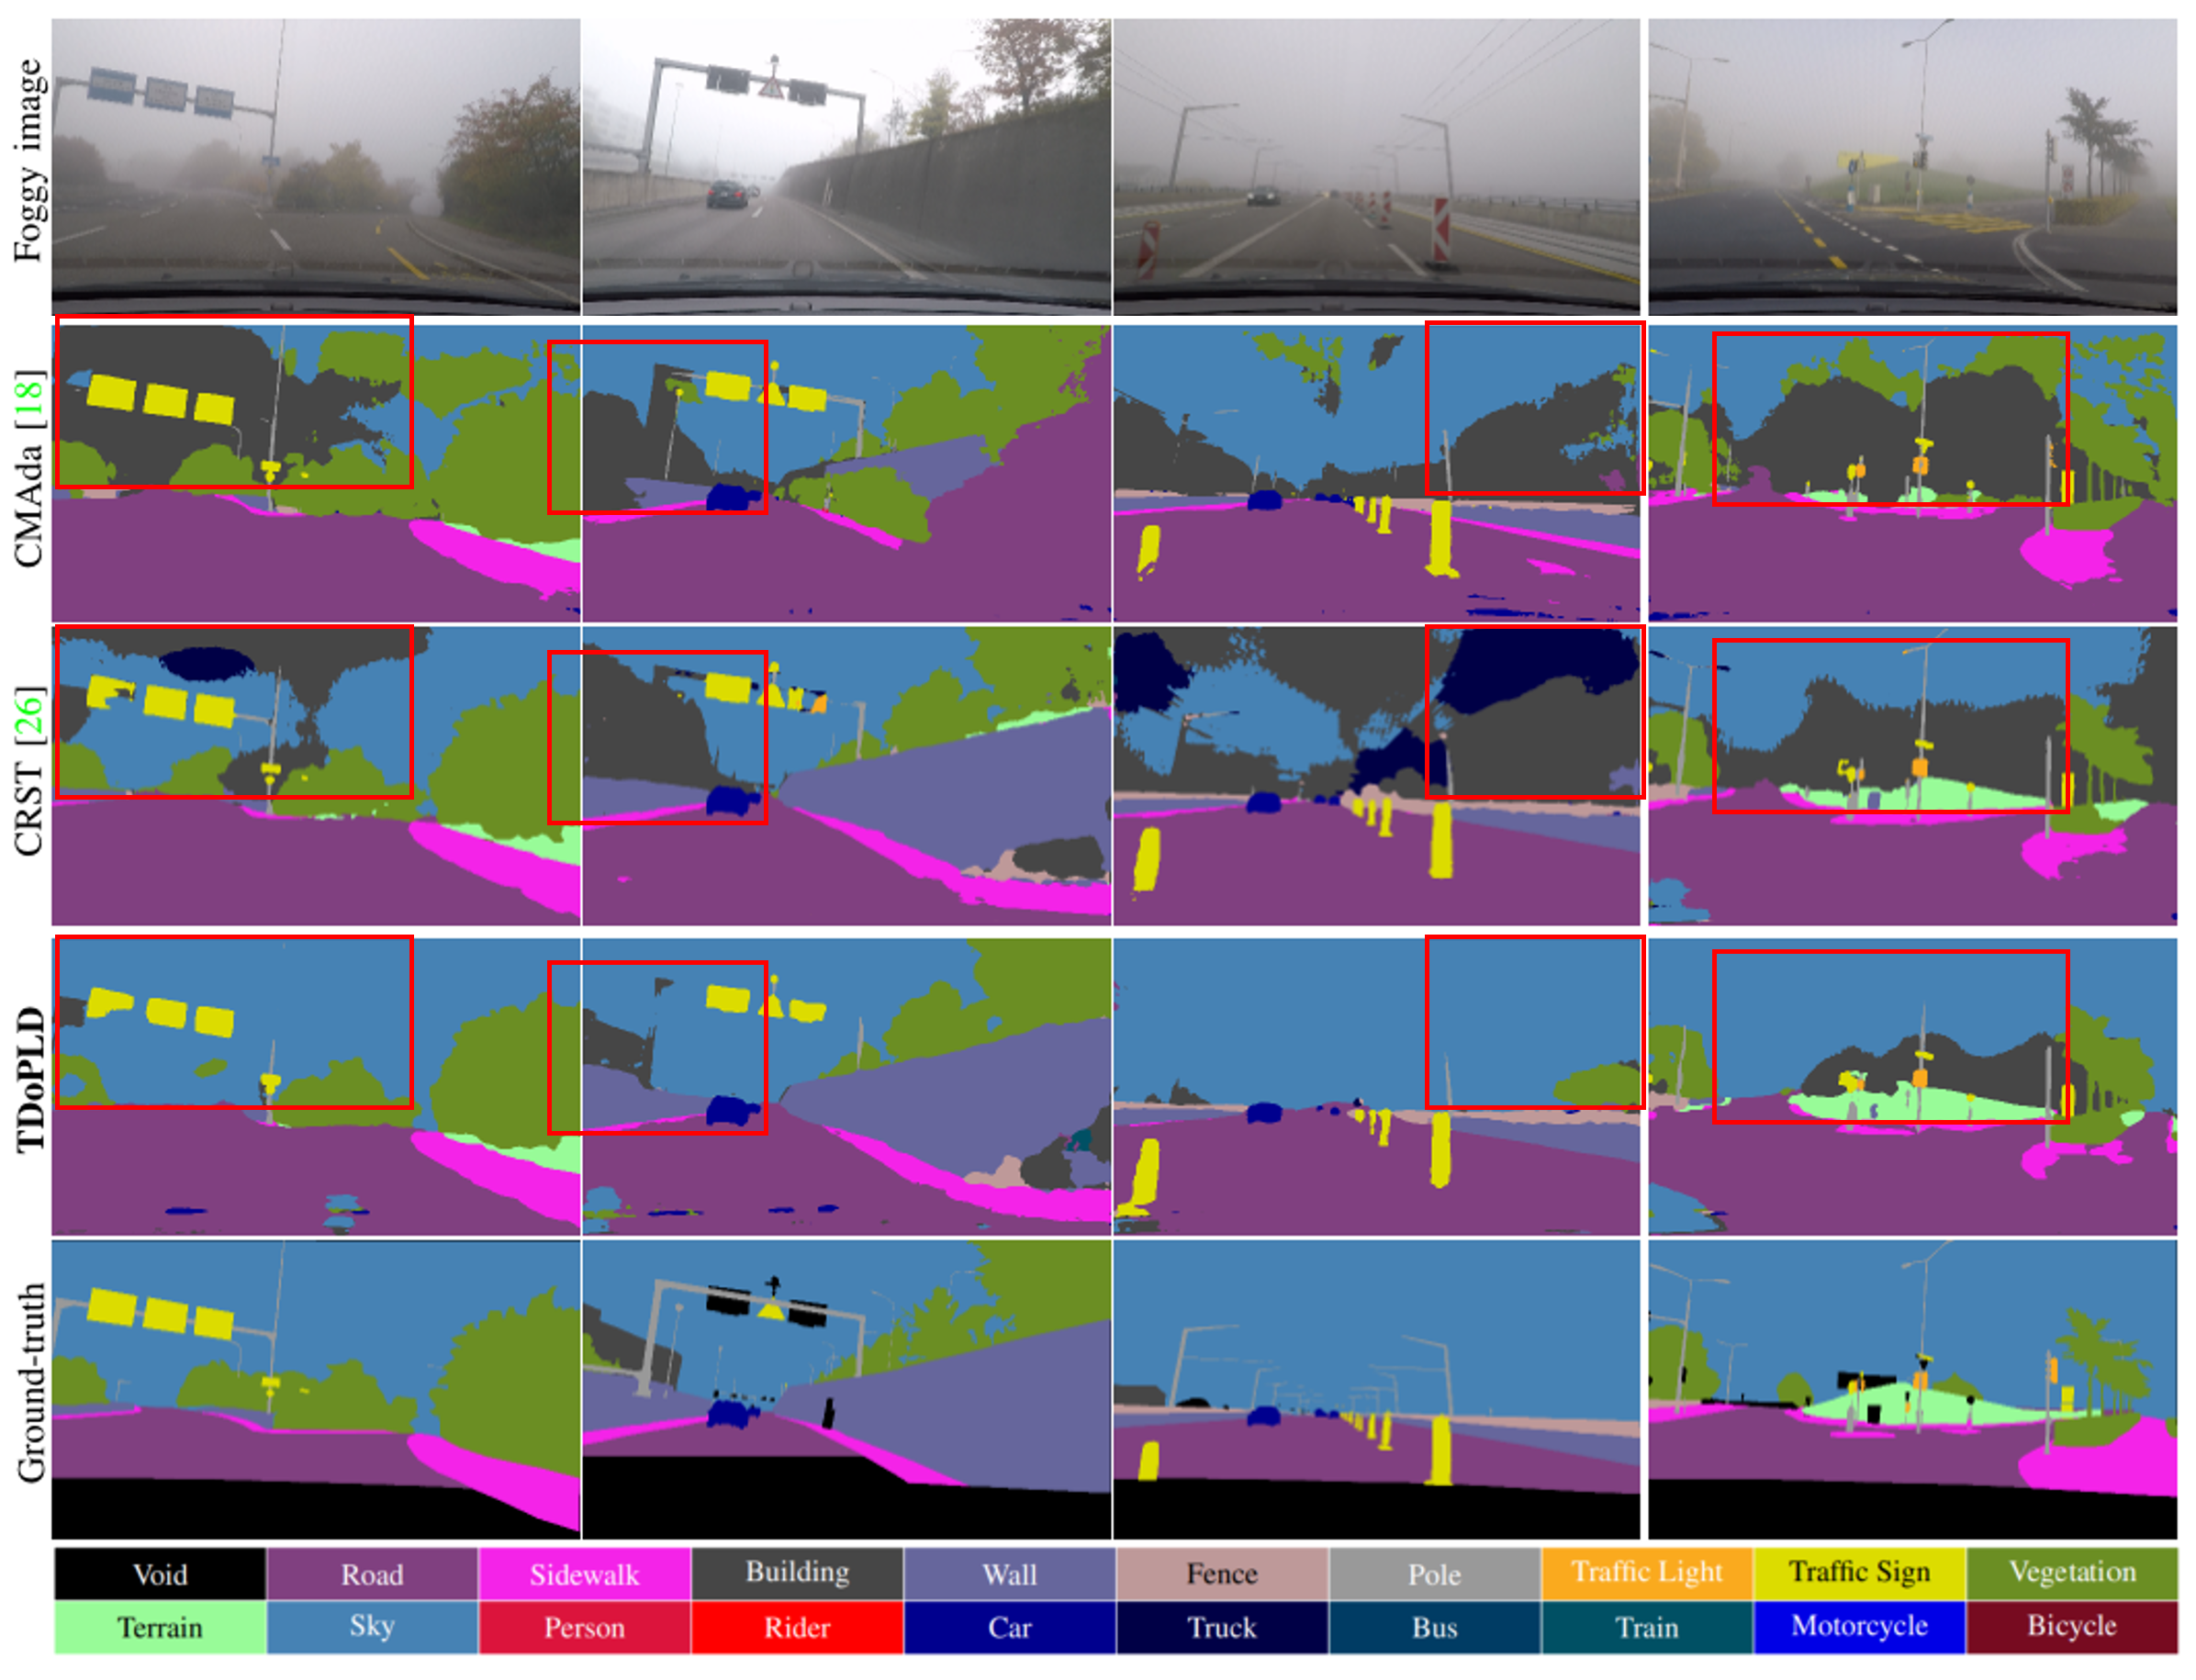 Foggy image
CMAda [18]
CRST [26]
TDoPLD
Ground-truth
Void Road Sidewalk Building Wall Fence Pole Traffic Light Traffic Sign Vegetation
Terrain Sky Person Rider Car Truck Bus Train Motorcycle Bicycle